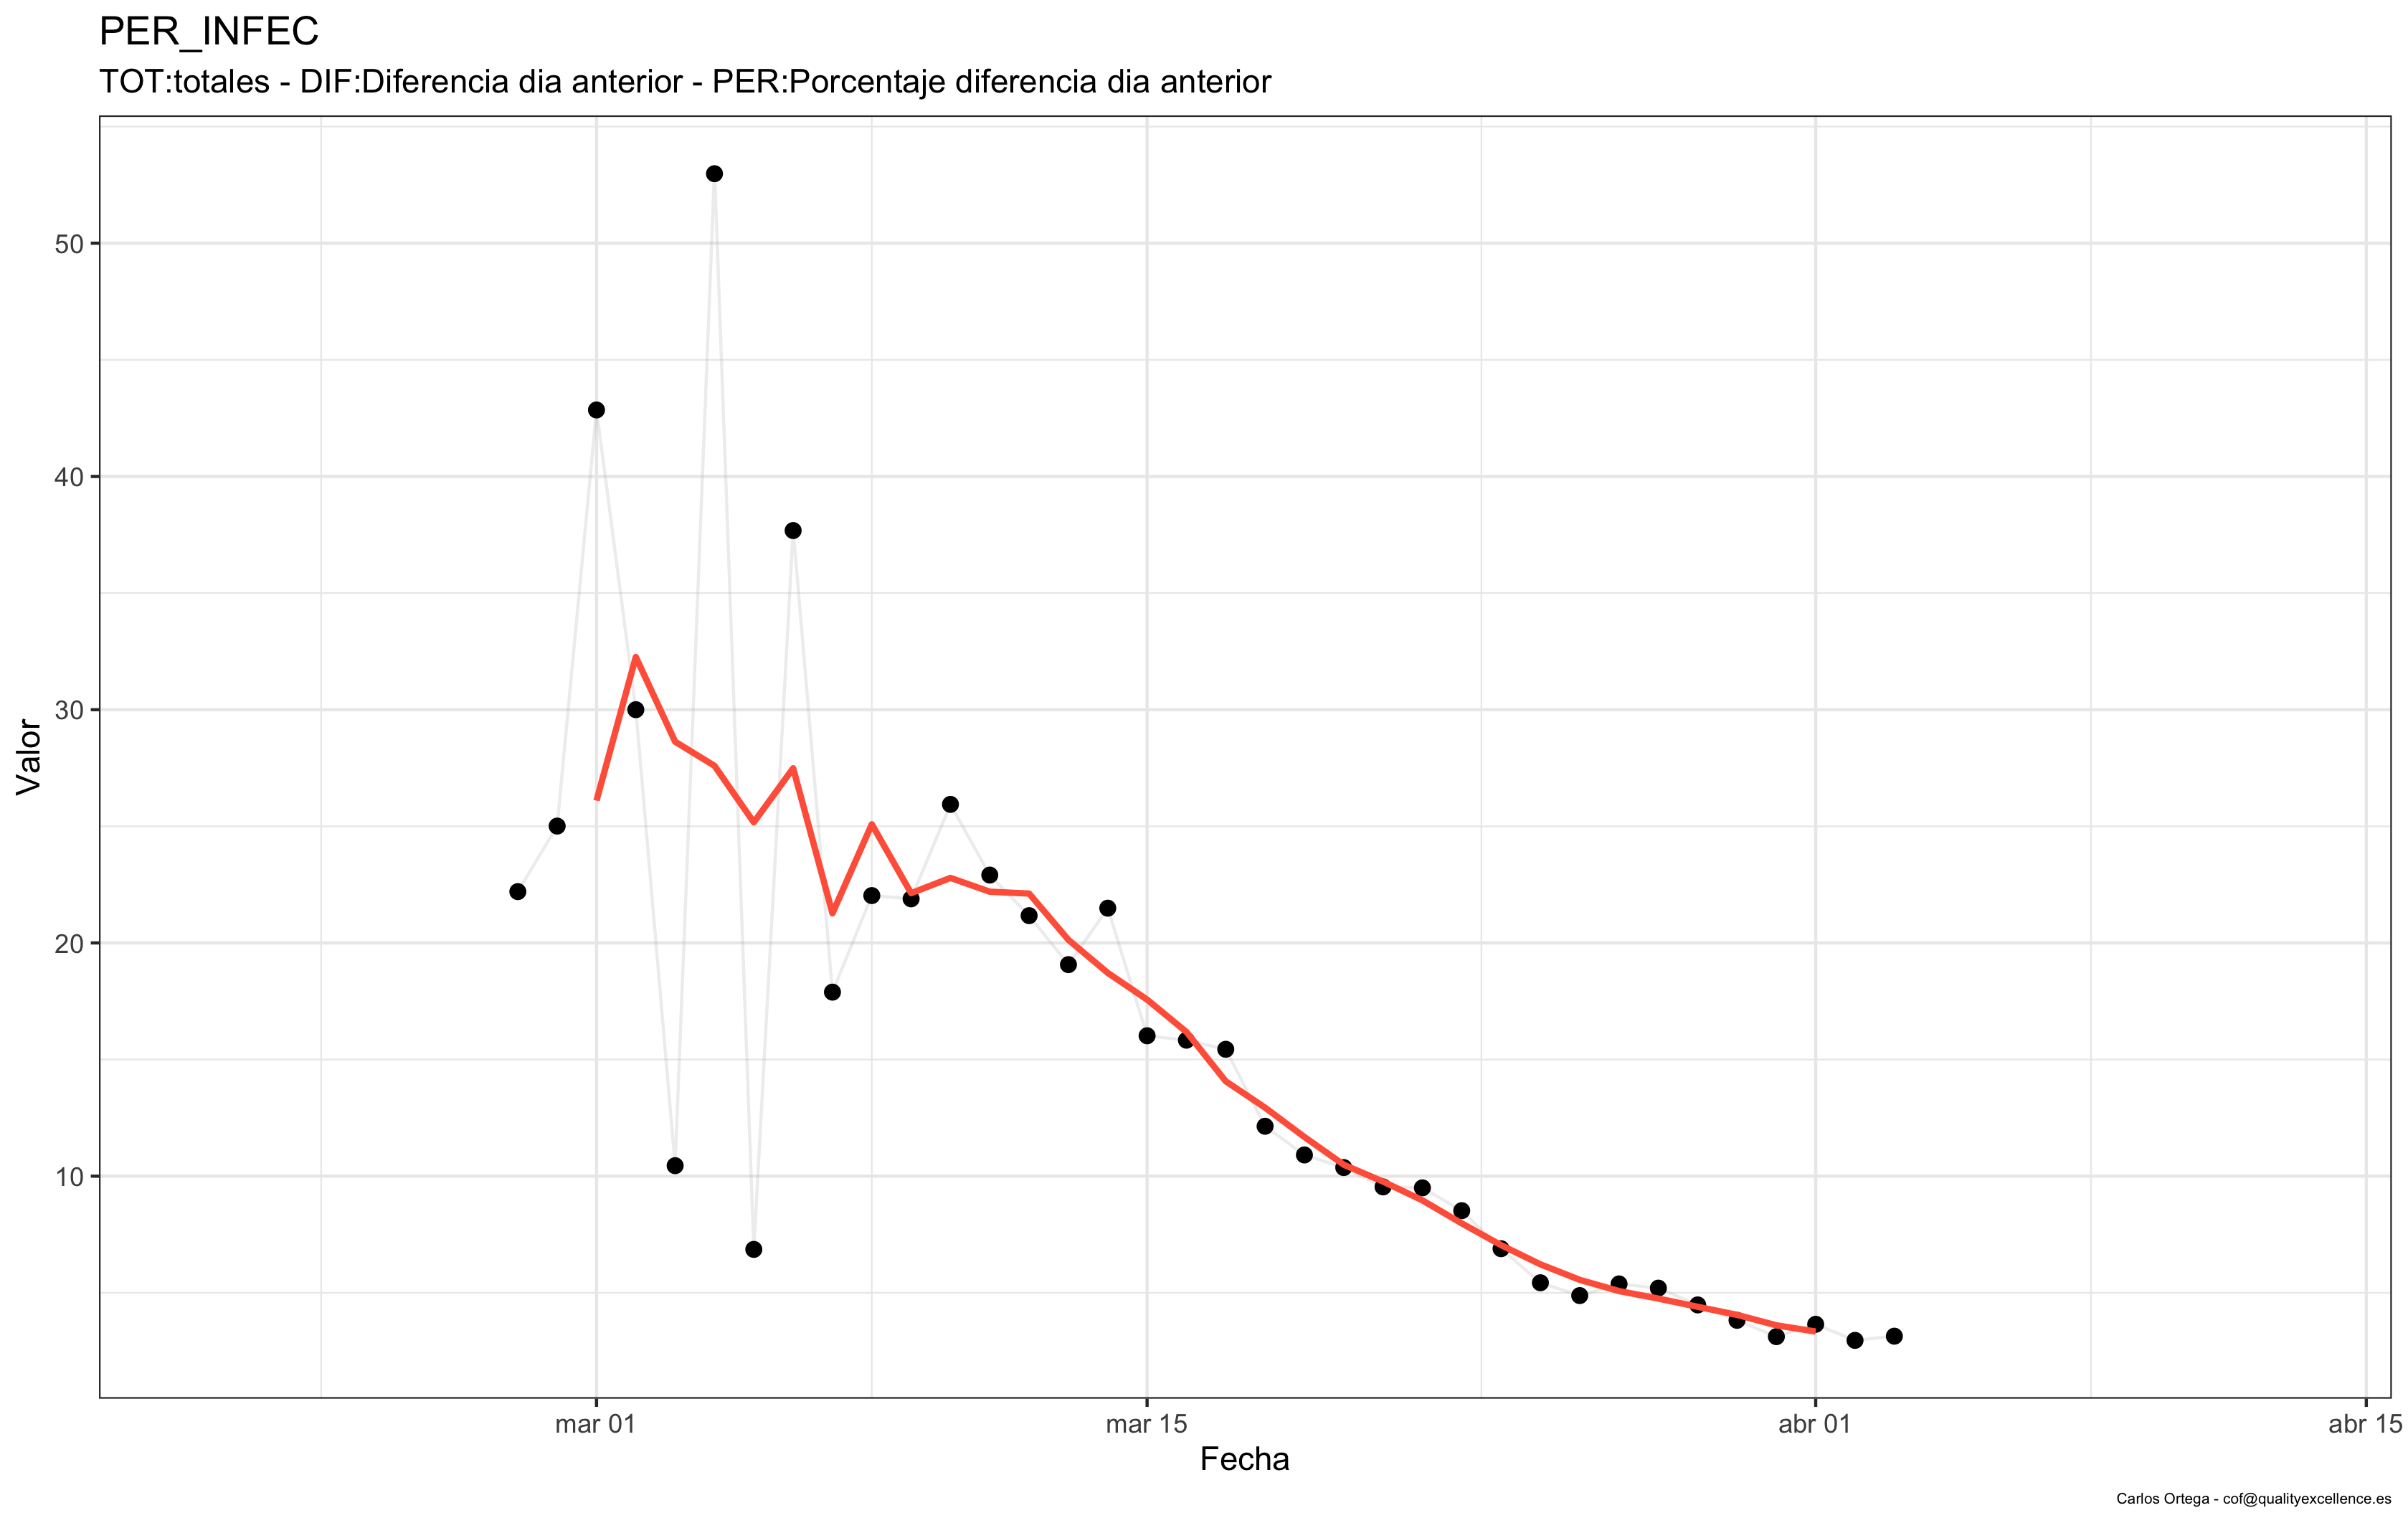 PER_INFEC
TOT:totales - DIF:Diferencia dia anterior - PER:Porcentaje diferencia dia anterior
50
40
30
20
10
Valor
mar 01
mar 15
abr 01
abr 15
Fecha
Carlos Ortega - cof@qualityexcellence.es